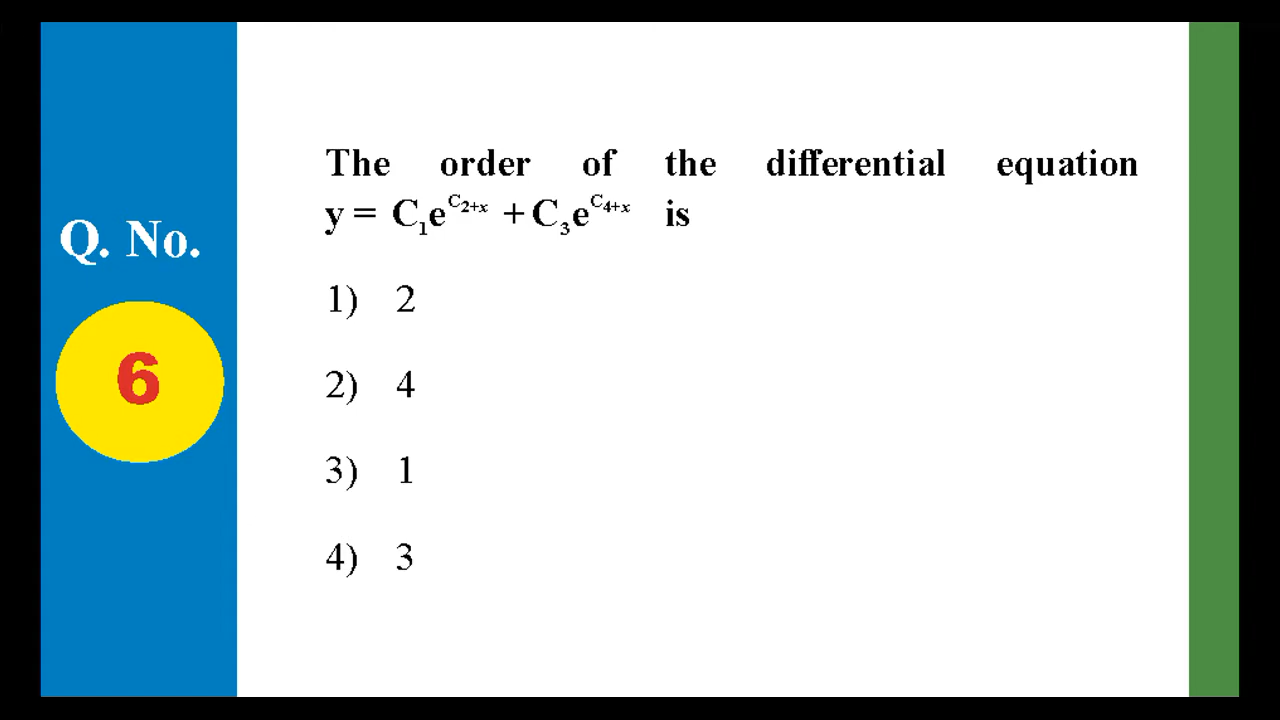 Q. No.
6
The order of the differential equation
y = C₁e^{C₂₊ₓ} + C₃e^{C₄₊ₓ} is
1) 2
2) 4
3) 1
4) 3